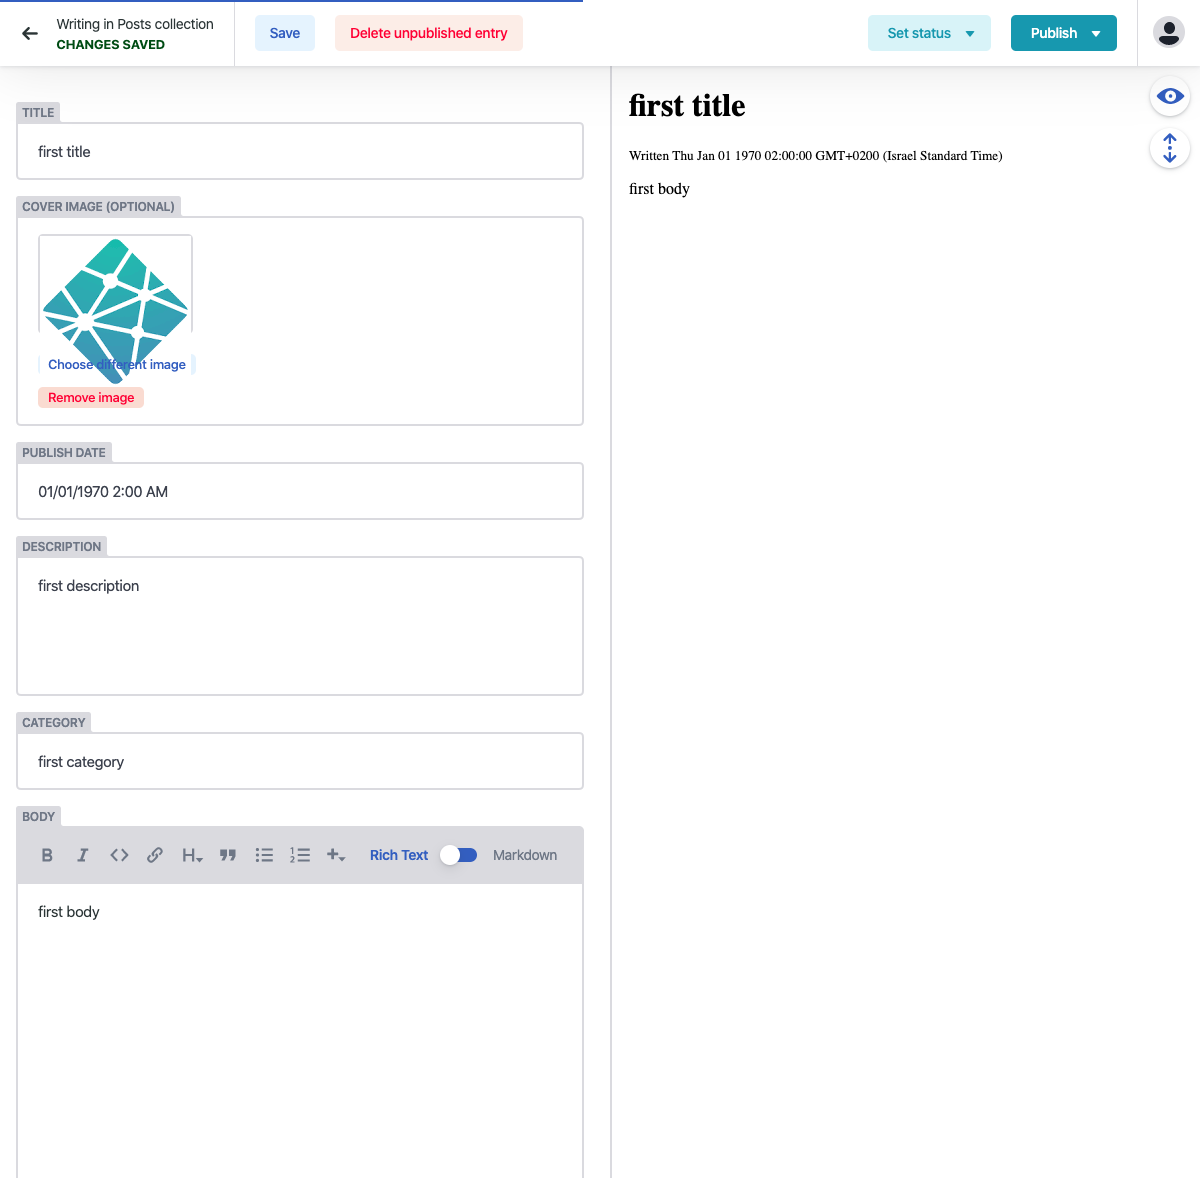 Writing in Posts collection
CHANGES SAVED
Save
Delete unpublished entry
Set status
Publish
TITLE
first title
COVER IMAGE (OPTIONAL)
Choose different image
Remove image
PUBLISH DATE
01/01/1970 2:00 AM
DESCRIPTION
first description
CATEGORY
first category
BODY
B I H Rich Text Markdown
first body
first title
Written Thu Jan 01 1970 02:00:00 GMT+0200 (Israel Standard Time)
first body